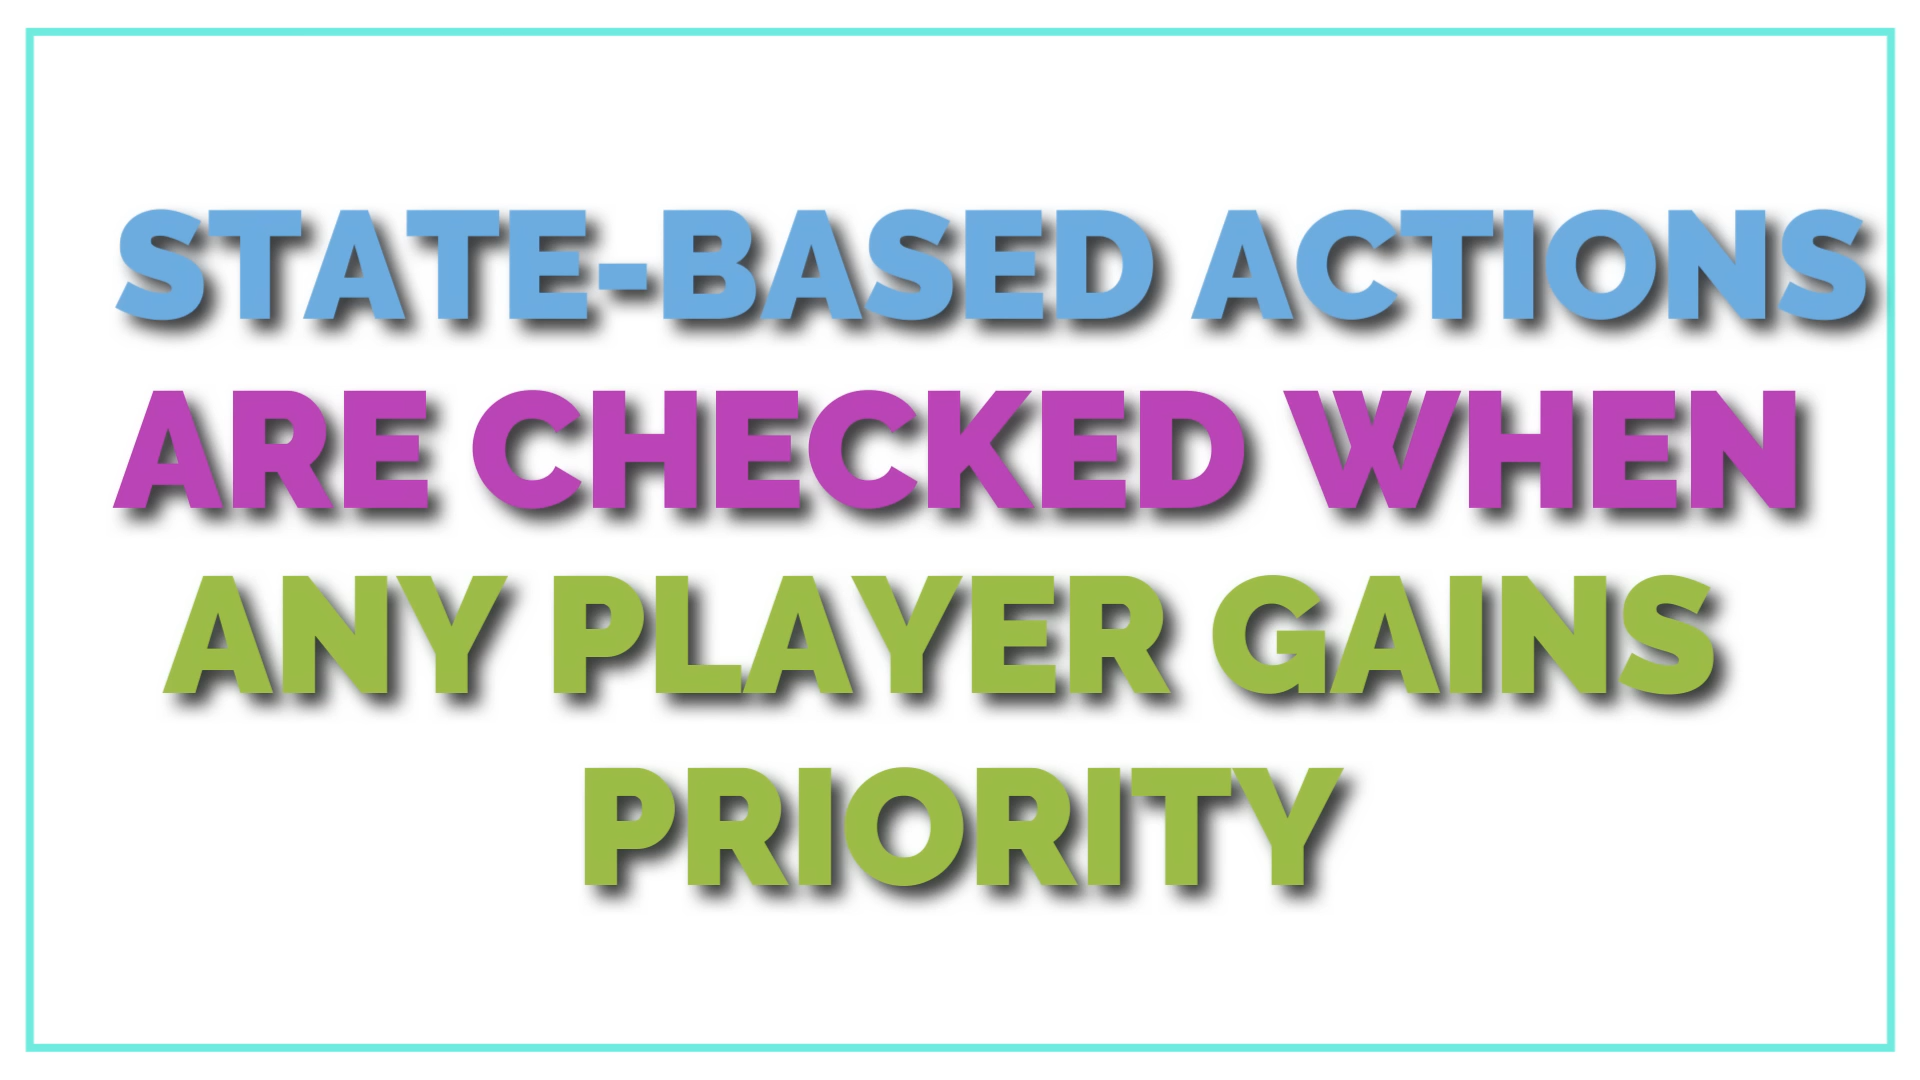 STATE-BASED ACTIONS
ARE CHECKED WHEN
ANY PLAYER GAINS
PRIORITY